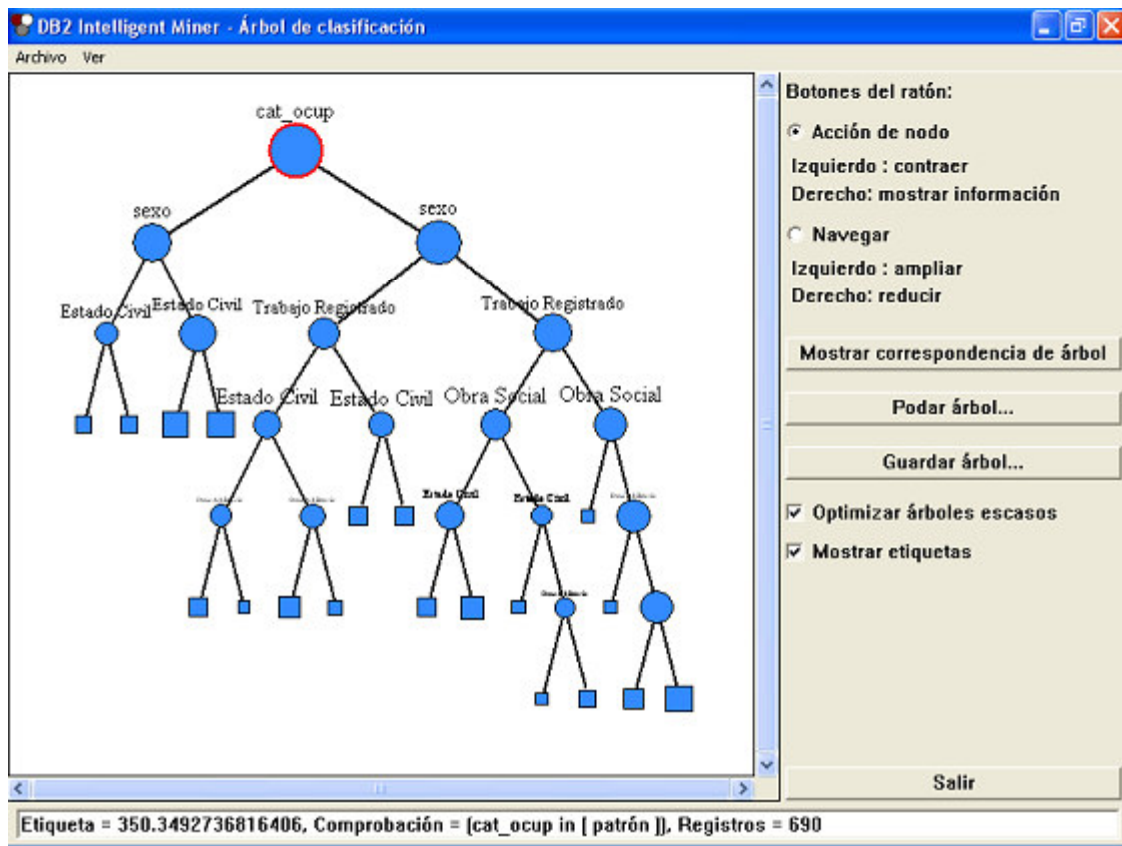 DB2 Intelligent Miner - Árbol de clasificación
Archivo Ver
cat_ocup
sexo
sexo
Estado Civil
Estado Civil
Trabajo Registrado
Trabajo Registrado
Estado Civil
Estado Civil
Obra Social
Obra Social
Estado Civil
Estado Civil
Botones del ratón:
Acción de nodo
Izquierdo : contraer
Derecho: mostrar información
Navegar
Izquierdo : ampliar
Derecho: reducir
Mostrar correspondencia de árbol
Podar árbol...
Guardar árbol...
Optimizar árboles escasos
Mostrar etiquetas
Salir
Etiqueta = 350.3492736816406, Comprobación = (cat_ocup in [ patrón ]), Registros = 690